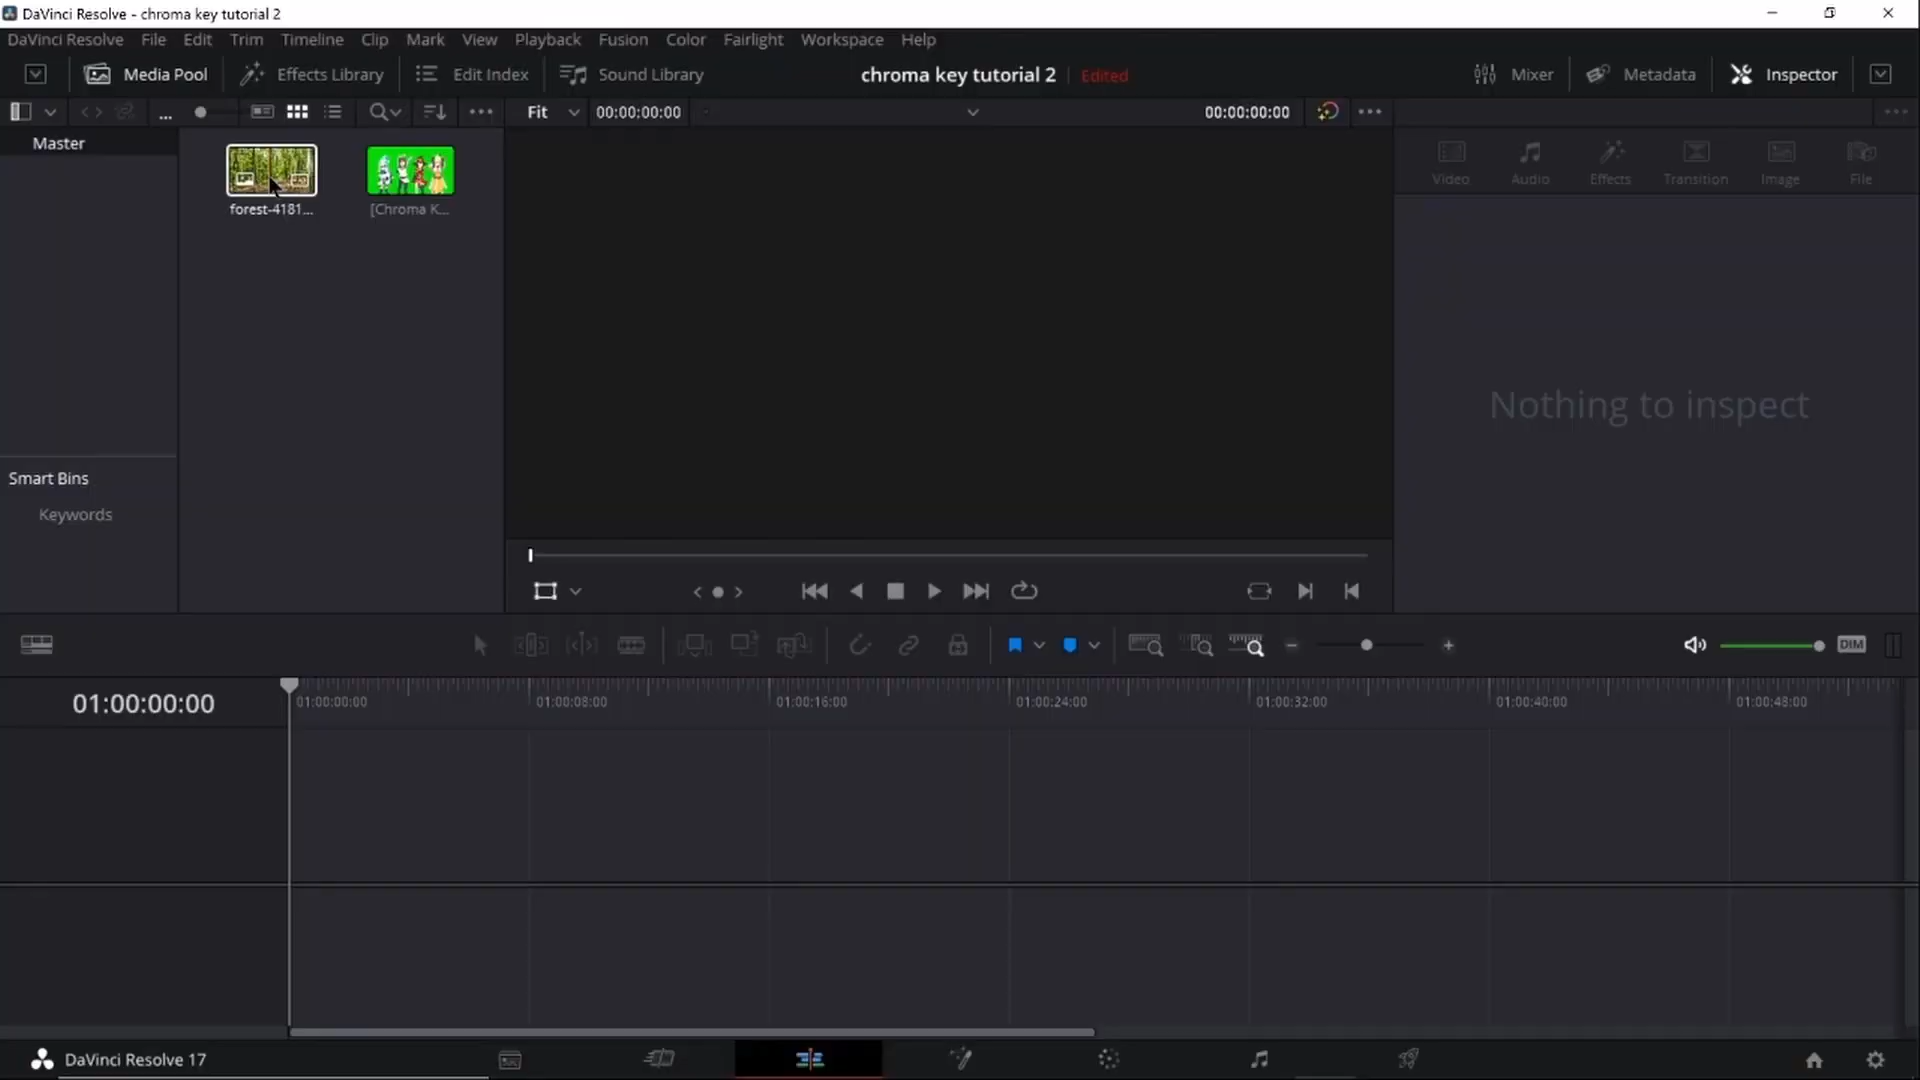 DaVinci Resolve - chroma key tutorial 2
DaVinci Resolve File Edit Trim Timeline Clip Mark View Playback Fusion Color Fairlight Workspace Help
Media Pool Effects Library Edit Index Sound Library chroma key tutorial 2 Edited Mixer Metadata Inspector
... Fit 00:00:00:00 00:00:00:00
Master
forest-4181...
[Chroma K...
Video Audio Effects Transition Image File
Nothing to inspect
Smart Bins
Keywords
DIM
01:00:00:00
01:00:00:00 01:00:08:00 01:00:16:00 01:00:24:00 01:00:32:00 01:00:40:00 01:00:48:00
DaVinci Resolve 17